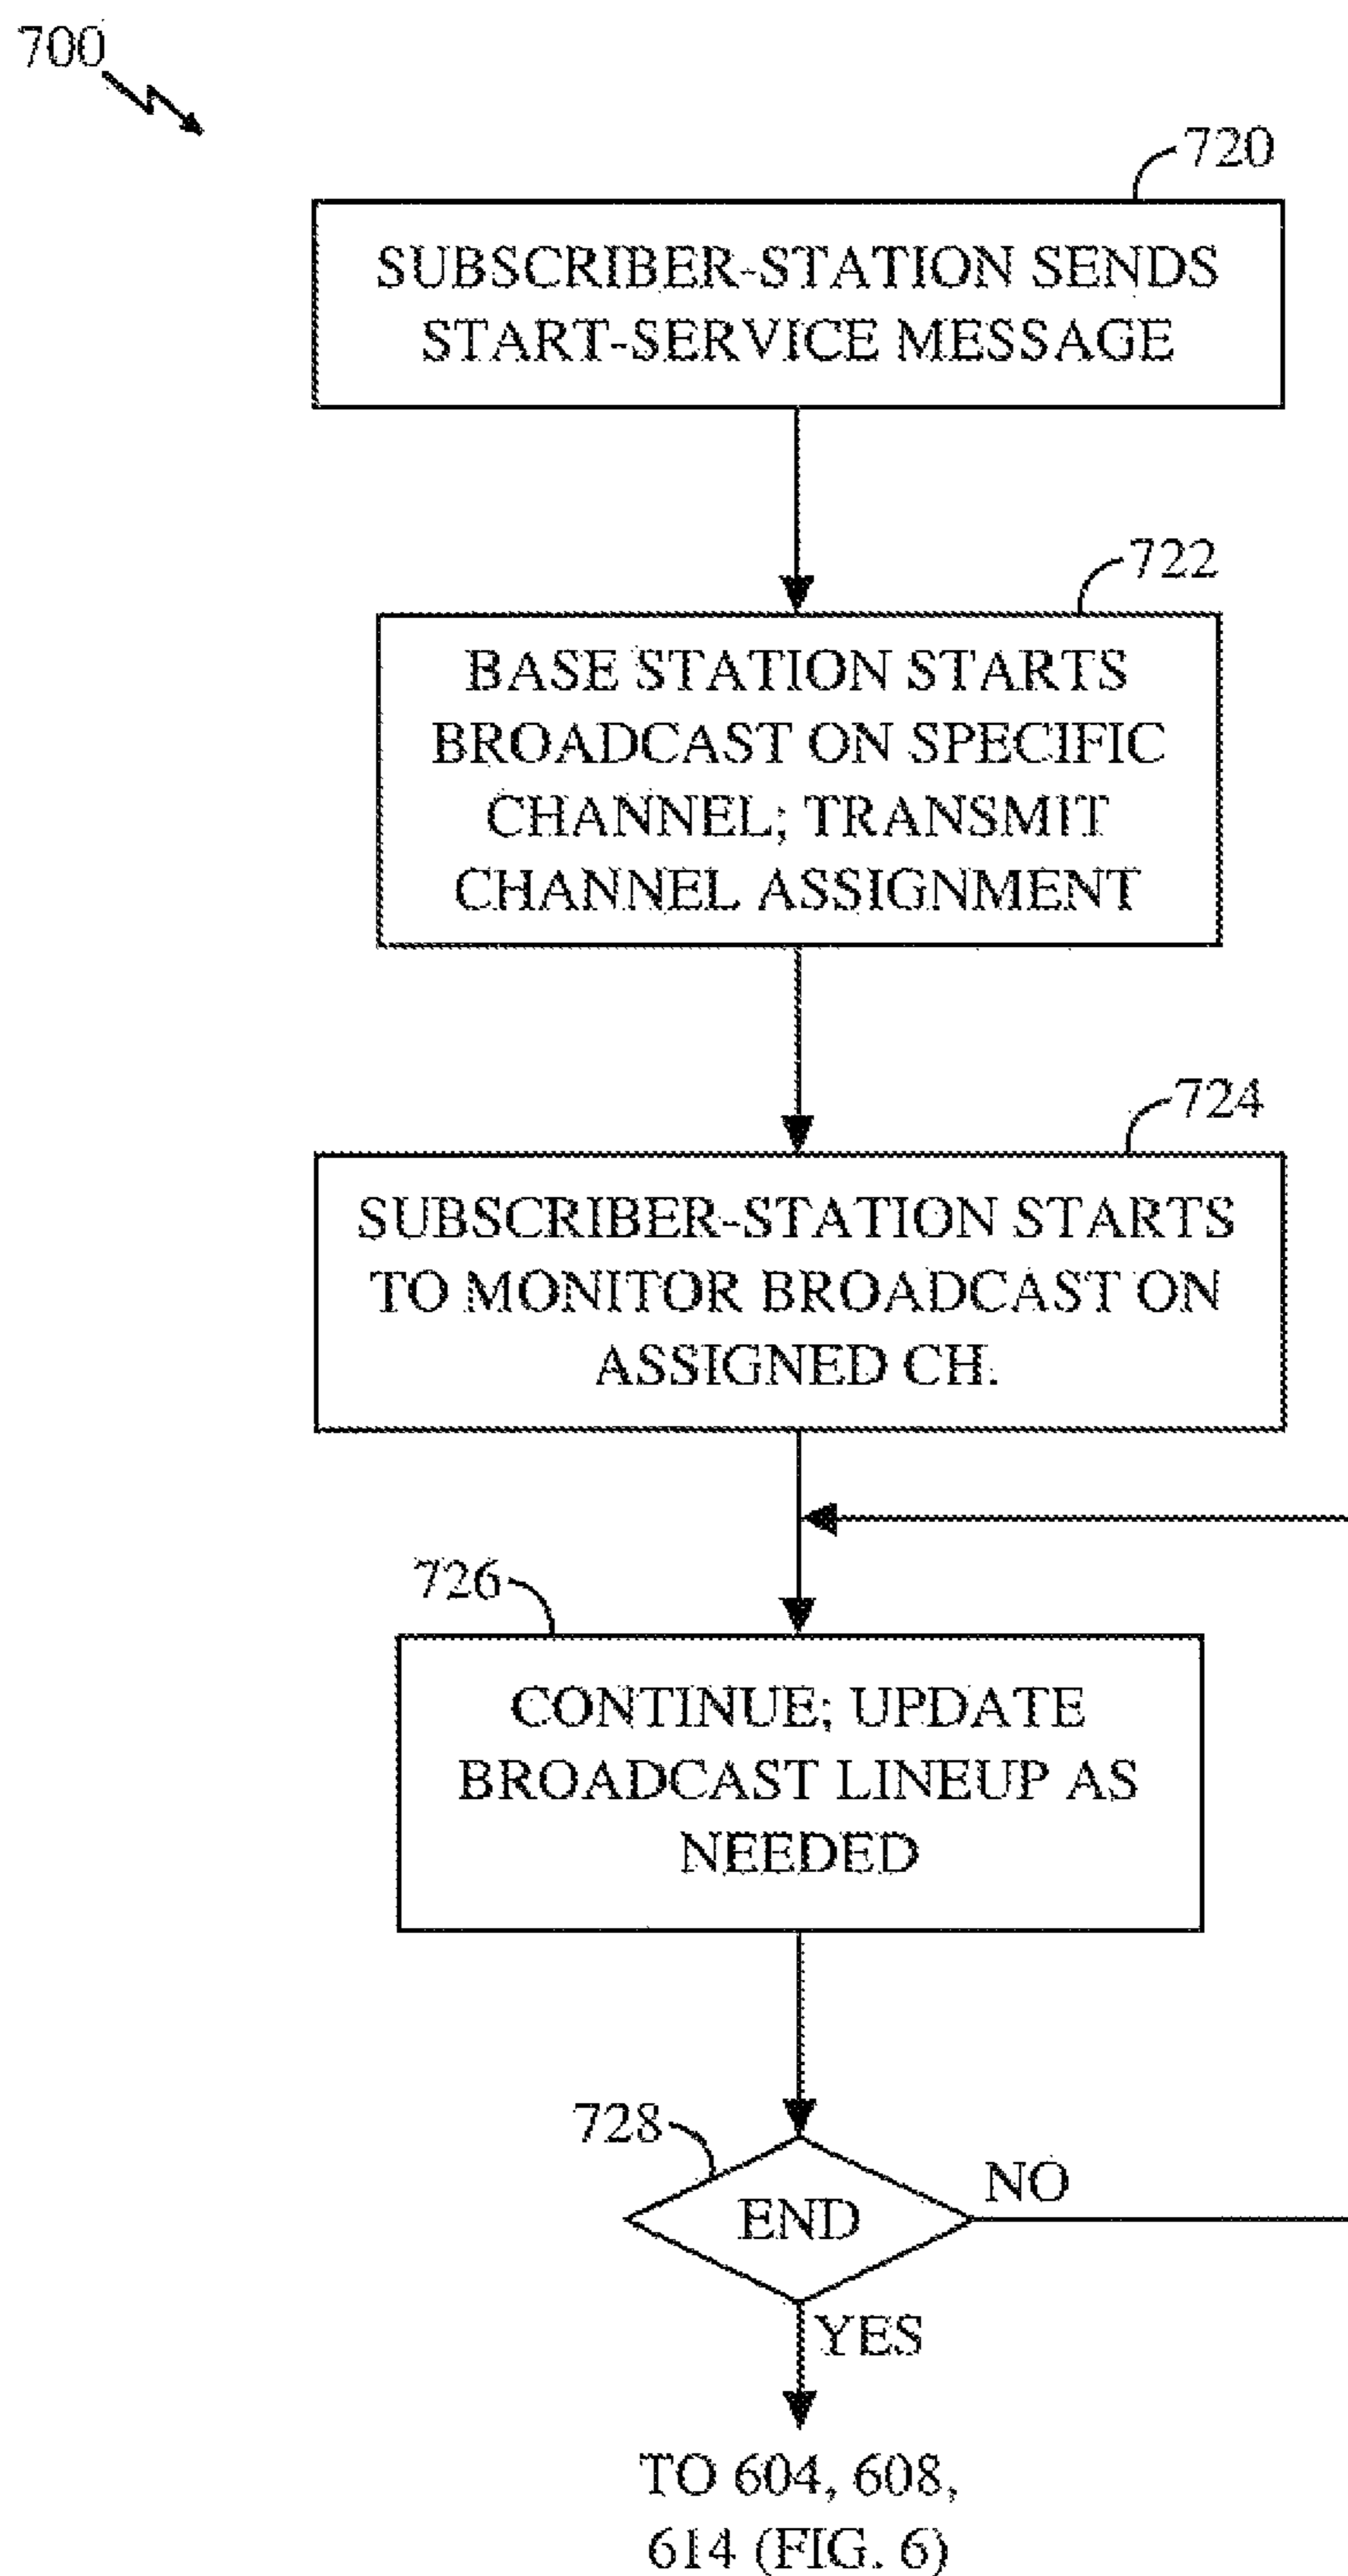 700
720
SUBSCRIBER-STATION SENDS
START-SERVICE MESSAGE
722
BASE STATION STARTS
BROADCAST ON SPECIFIC
CHANNEL; TRANSMIT
CHANNEL ASSIGNMENT
724
SUBSCRIBER-STATION STARTS
TO MONITOR BROADCAST ON
ASSIGNED CH.
726
CONTINUE; UPDATE
BROADCAST LINEUP AS
NEEDED
728
END
NO
YES
TO 604, 608,
614 (FIG. 6)